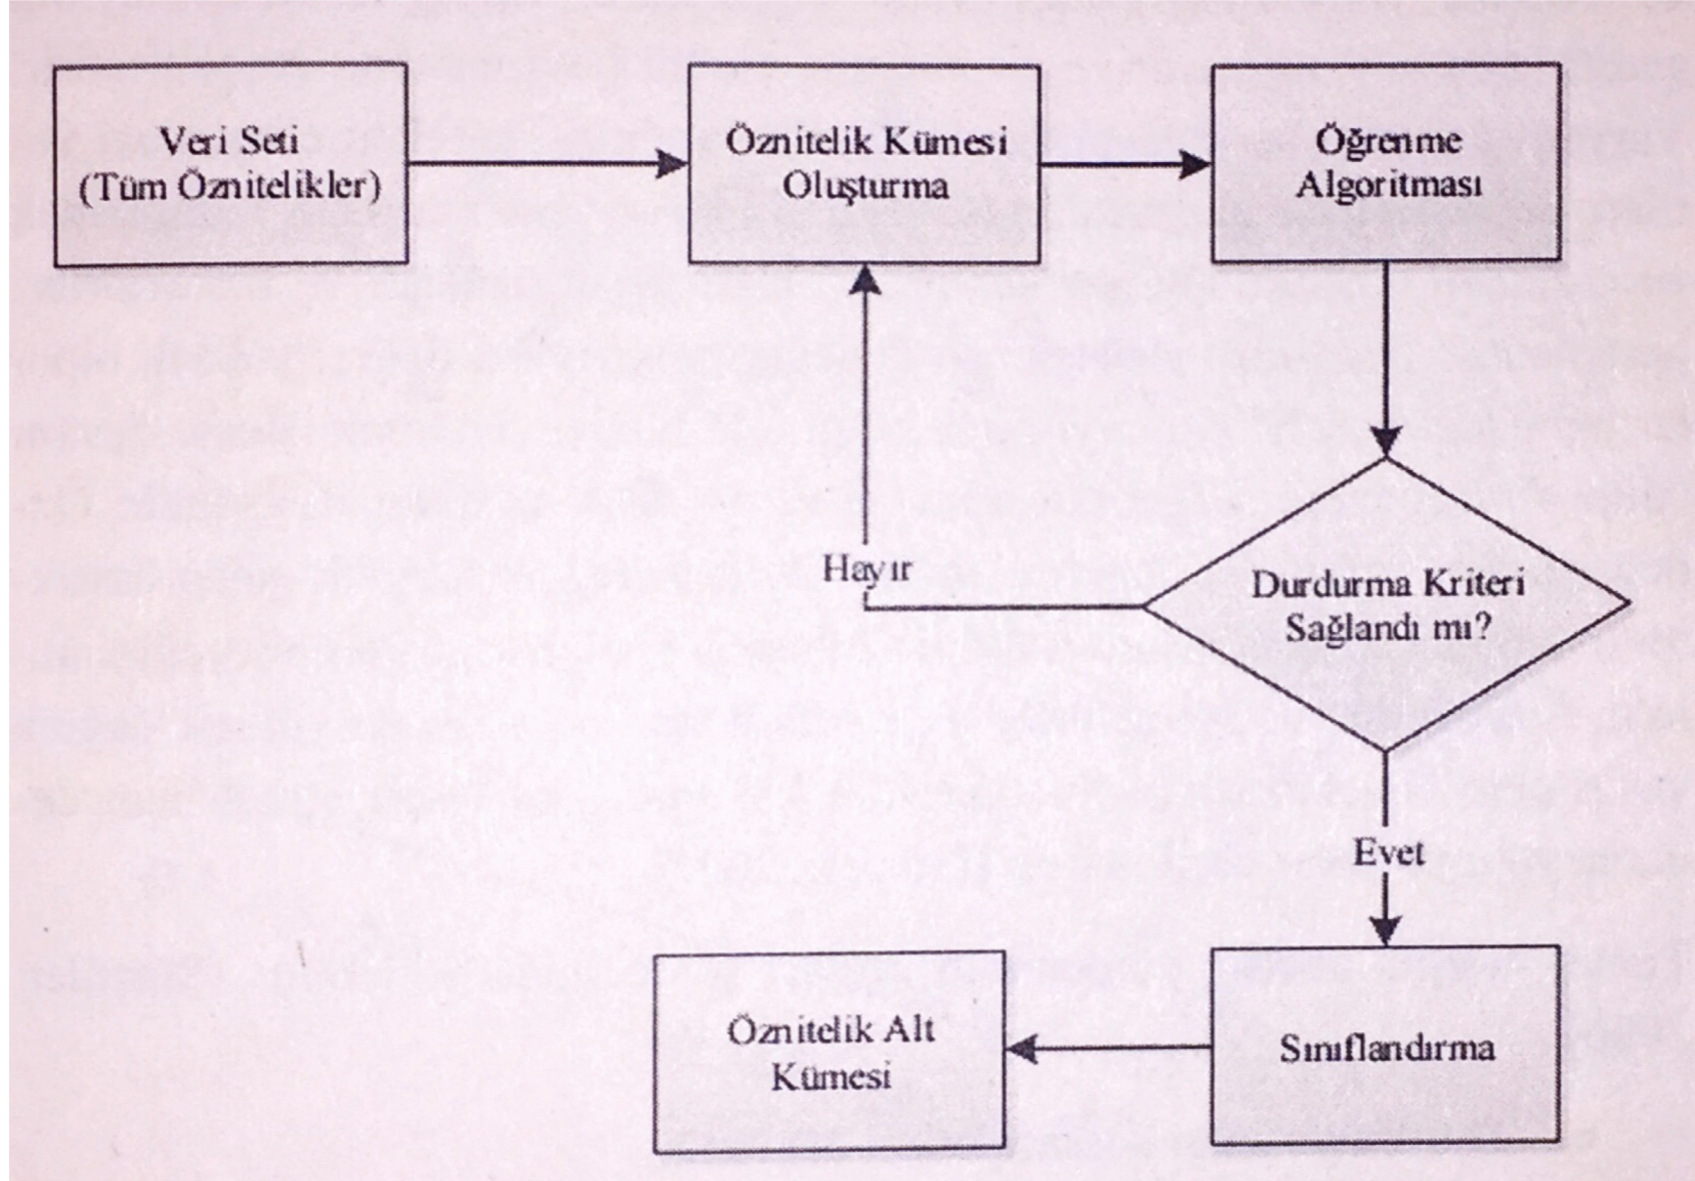 Veri Seti
(Tüm Öznitelikler)
Öznitelik Kümesi
Oluşturma
Öğrenme
Algoritması
Hayır
Durdurma Kriteri
Sağlandı mı?
Evet
Öznitelik Alt
Kümesi
Sınıflandırma